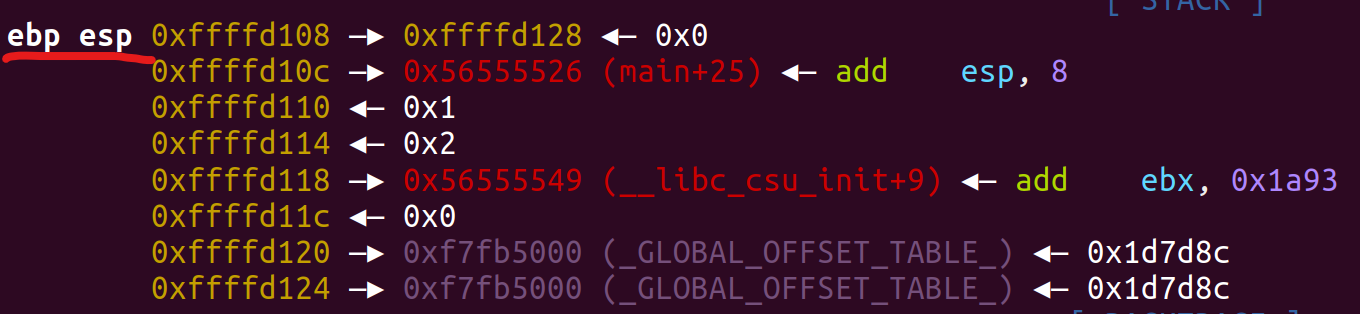 [ STACK ]
ebp esp 0xffffd108 —▸ 0xffffd128 ◂— 0x0
0xffffd10c —▸ 0x56555526 (main+25) ◂— add esp, 8
0xffffd110 ◂— 0x1
0xffffd114 ◂— 0x2
0xffffd118 —▸ 0x56555549 (__libc_csu_init+9) ◂— add ebx, 0x1a93
0xffffd11c ◂— 0x0
0xffffd120 —▸ 0xf7fb5000 (_GLOBAL_OFFSET_TABLE_) ◂— 0x1d7d8c
0xffffd124 —▸ 0xf7fb5000 (_GLOBAL_OFFSET_TABLE_) ◂— 0x1d7d8c